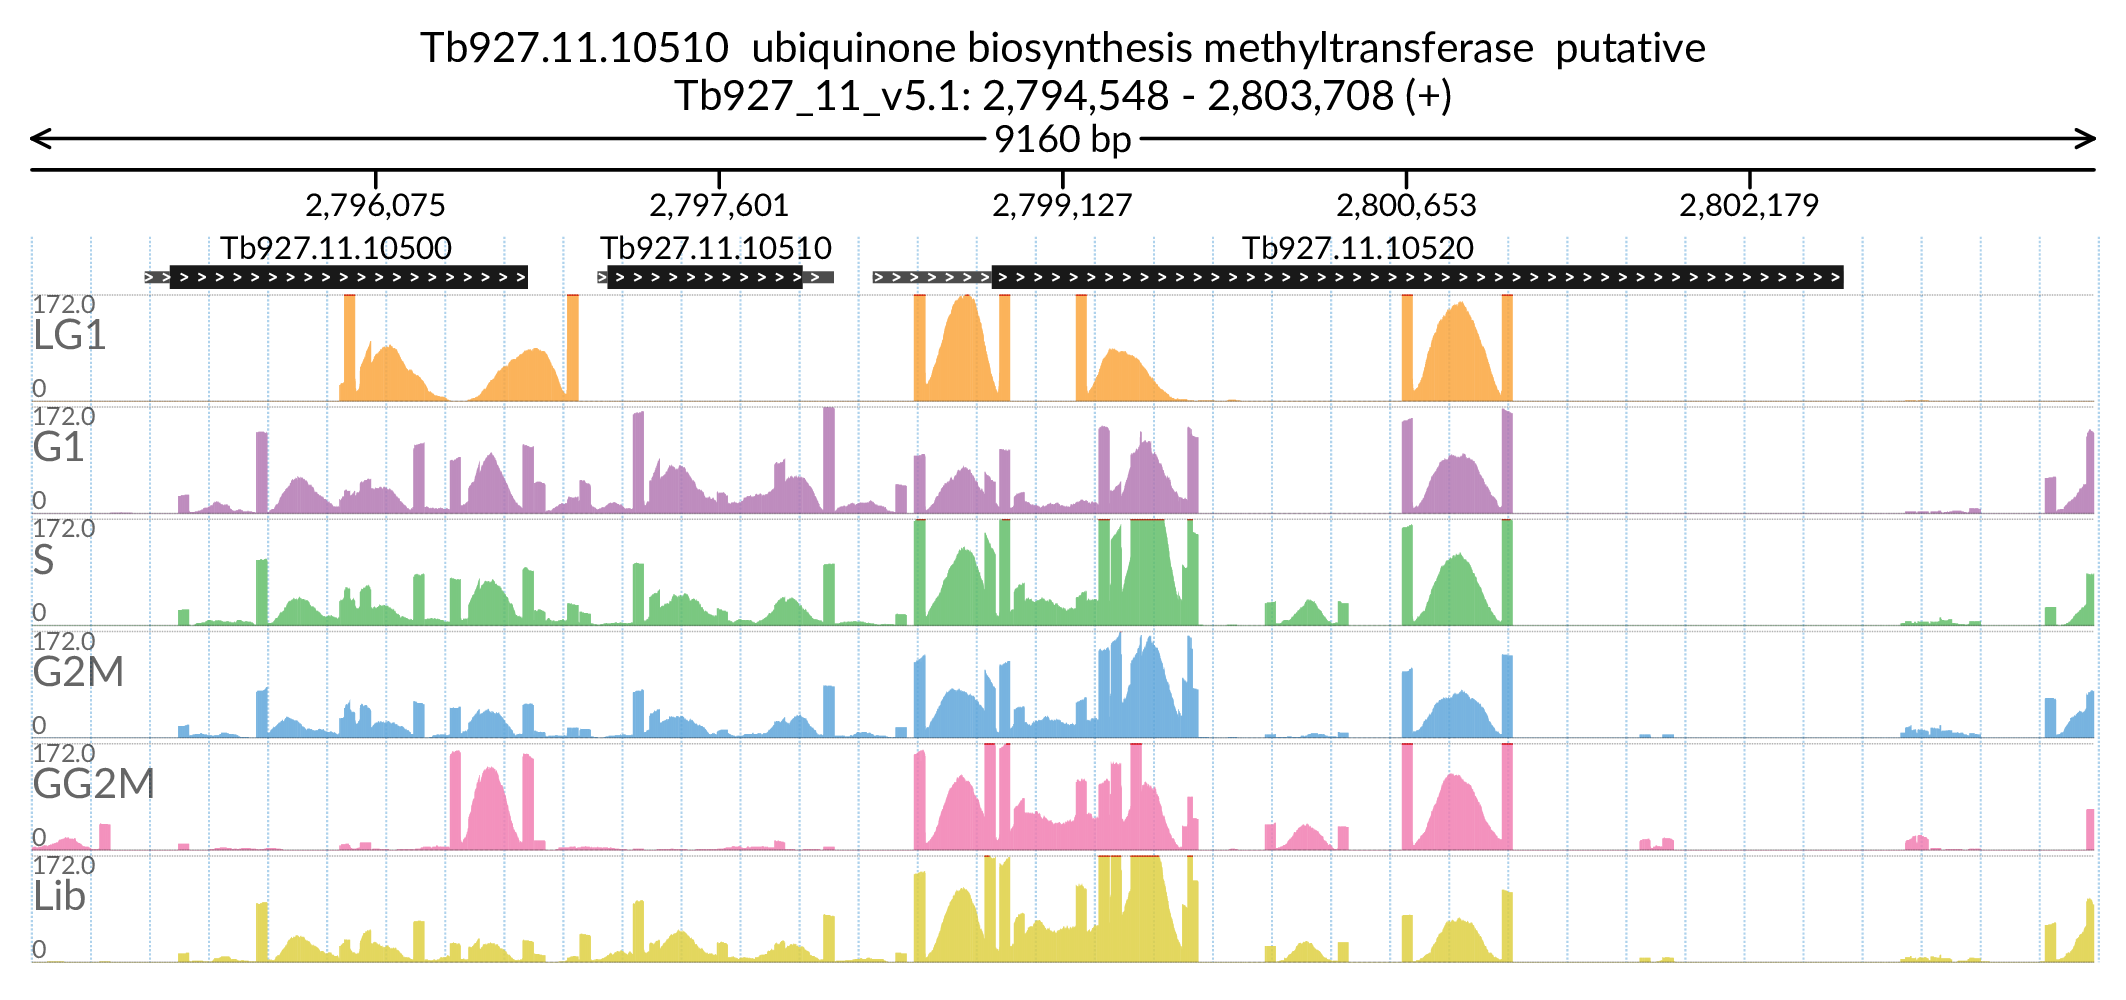 Tb927.11.10510  ubiquinone biosynthesis methyltransferase  putative
Tb927_11_v5.1: 2,794,548 - 2,803,708 (+)
9160 bp
2,796,075 2,797,601 2,799,127 2,800,653 2,802,179
Tb927.11.10500 Tb927.11.10510 Tb927.11.10520
172.0
LG1
0
172.0
G1
0
172.0
S
0
172.0
G2M
0
172.0
GG2M
0
172.0
Lib
0